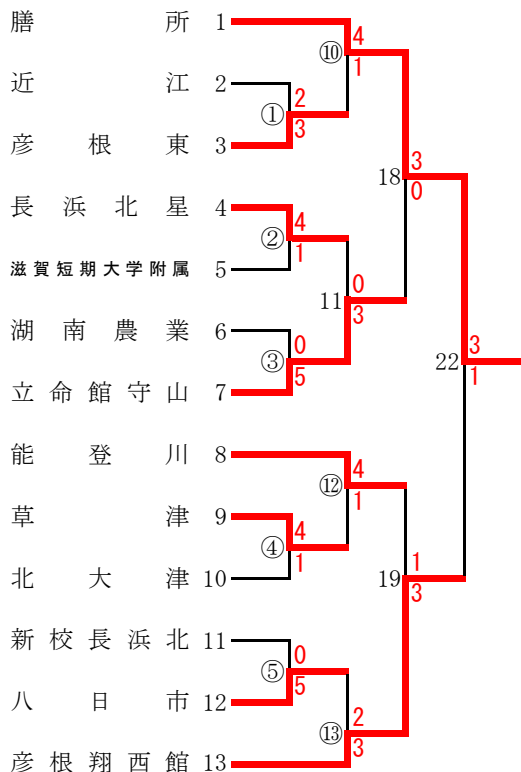 膳所 1
4
⑩
1
近江 2
2
①
3
彦根東 3
3
18
0
長浜北星 4
4
②
1
滋賀短期大学附属 5
0
11
3
湖南農業 6
0
③
5
立命館守山 7
3
22
1
能登川 8
4
⑫
1
草津 9
4
④
1
北大津 10
1
19
3
新校長浜北 11
0
⑤
5
八日市 12
2
⑬
3
彦根翔西館 13